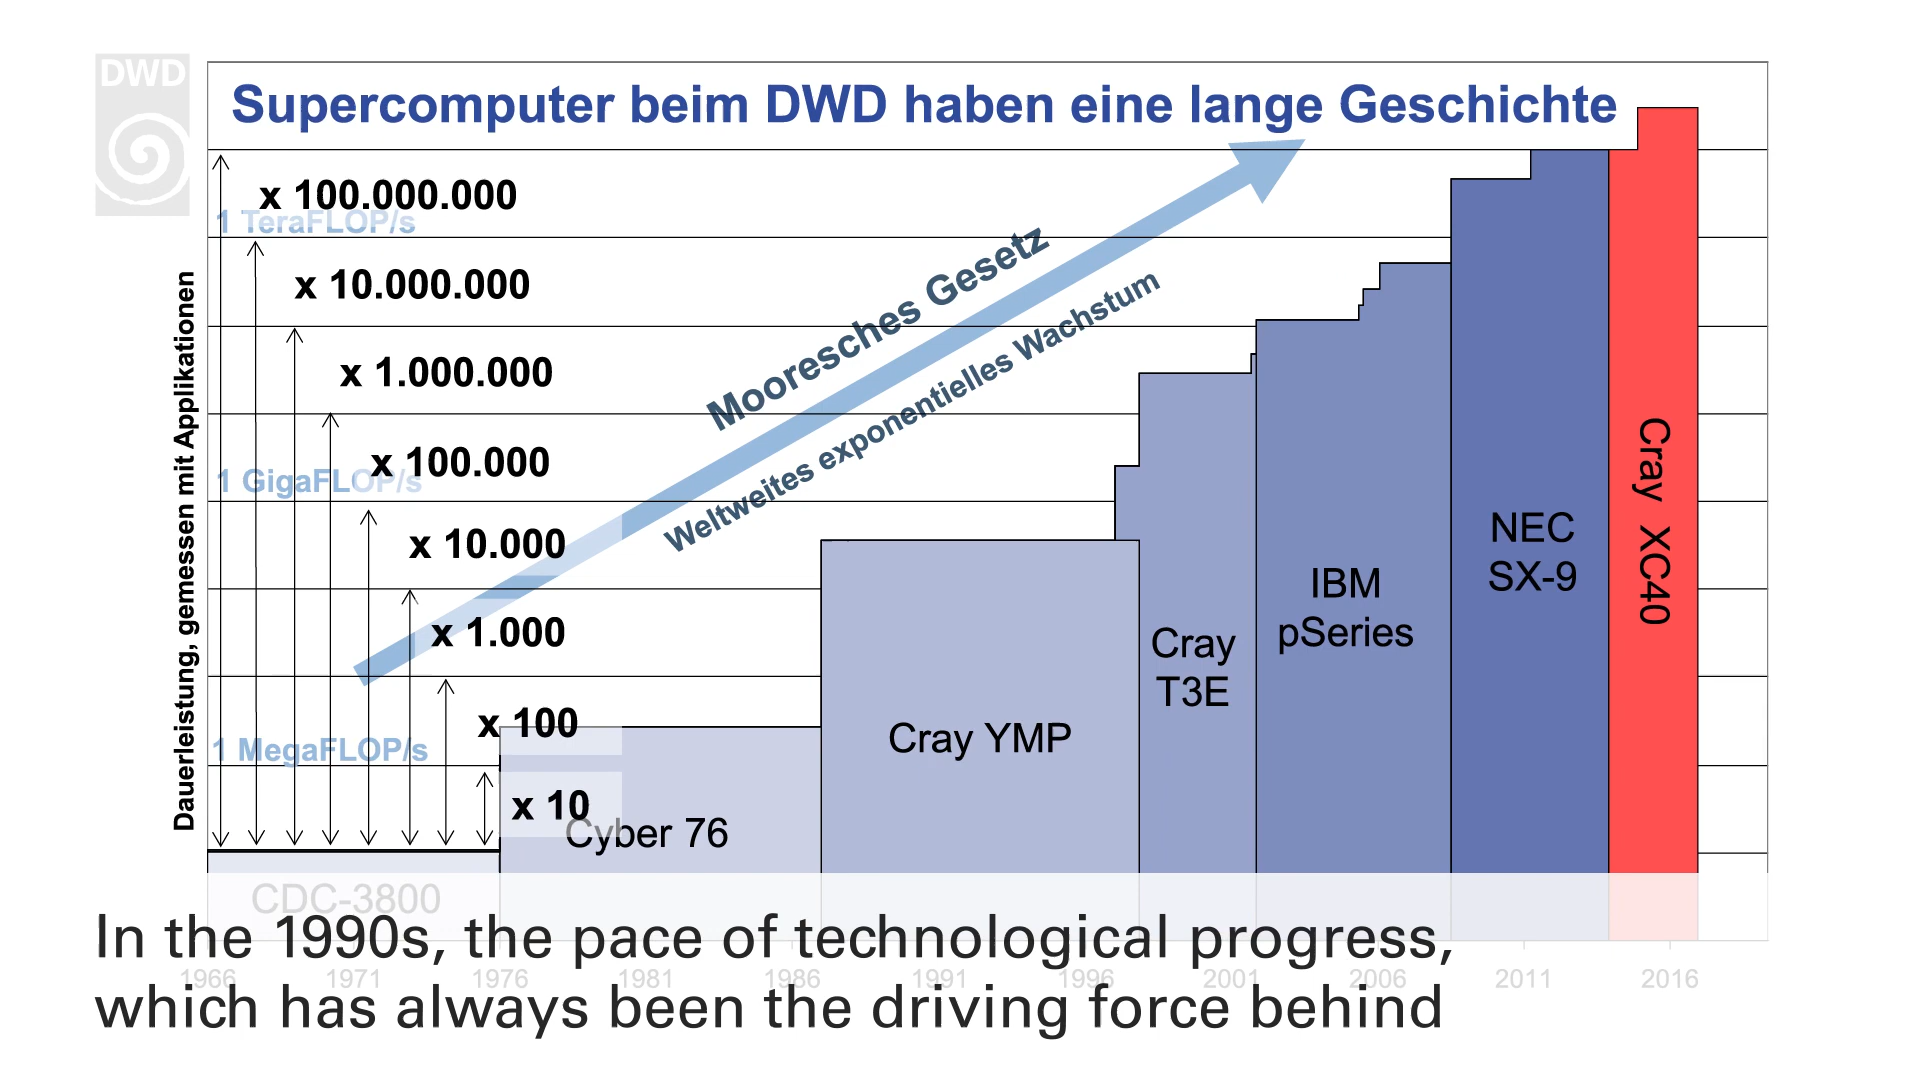 DWD
Supercomputer beim DWD haben eine lange Geschichte
x 100.000.000
1 TeraFLOP/s
x 10.000.000
x 1.000.000
x 100.000
1 GigaFLOP/s
x 10.000
x 1.000
x 100
1 MegaFLOP/s
x 10
Dauerleistung, gemessen mit Applikationen
Mooresches Gesetz
Weltweites exponentielles Wachstum
CDC-3800
Cyber 76
Cray YMP
Cray
T3E
IBM
pSeries
NEC
SX-9
Cray XC40
1966 1971 1976 1981 1986 1991 1996 2001 2006 2011 2016
In the 1990s, the pace of technological progress,
which has always been the driving force behind